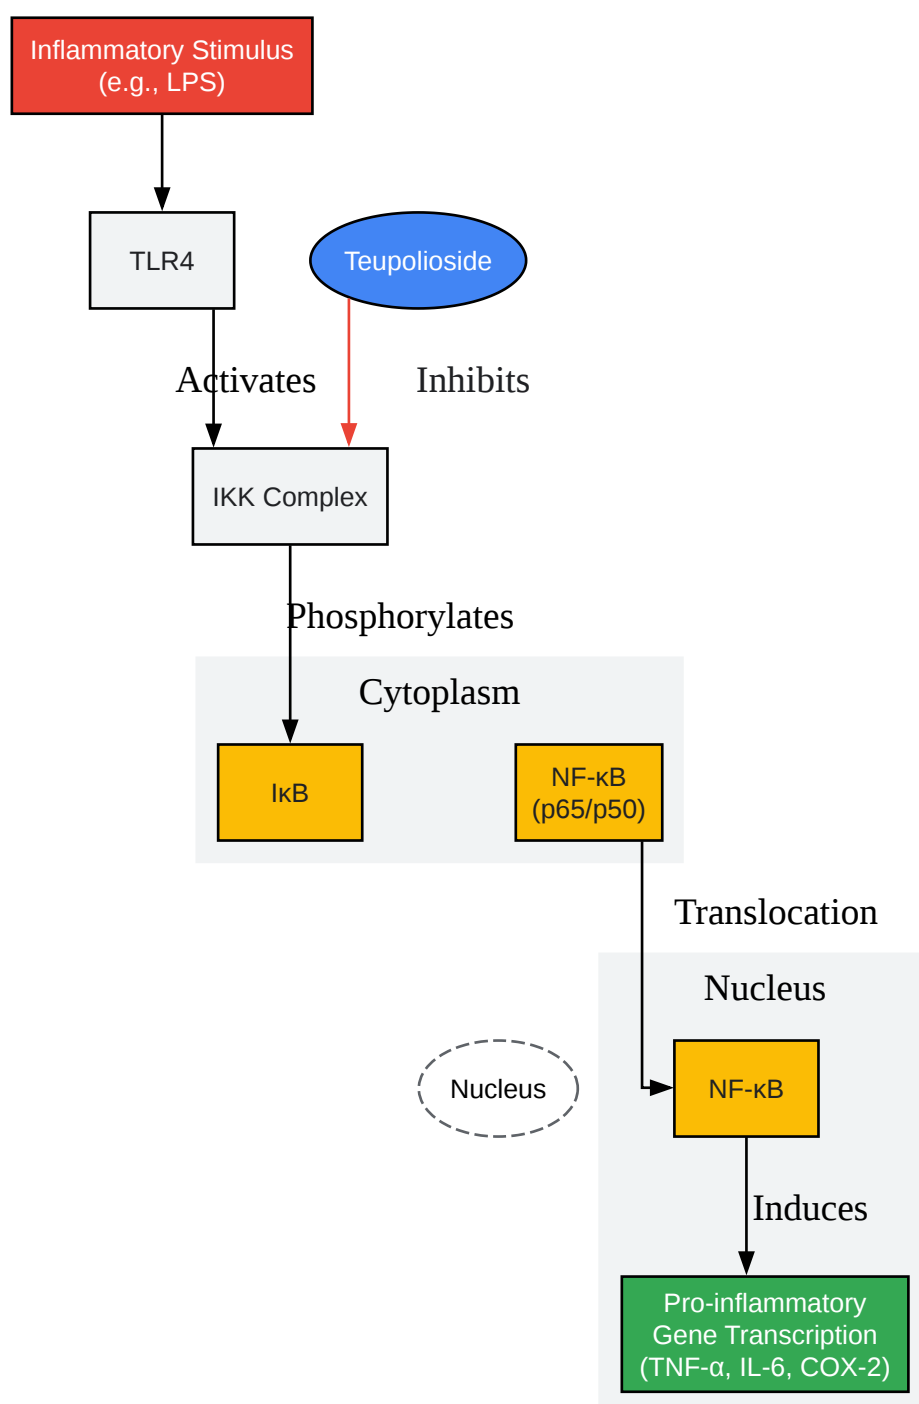 Inflammatory Stimulus
(e.g., LPS)
TLR4
Teupolioside
Activates
Inhibits
IKK Complex
Phosphorylates
Cytoplasm
IκB
NF-κB
(p65/p50)
Translocation
Nucleus
Nucleus
NF-κB
Induces
Pro-inflammatory
Gene Transcription
(TNF-α, IL-6, COX-2)